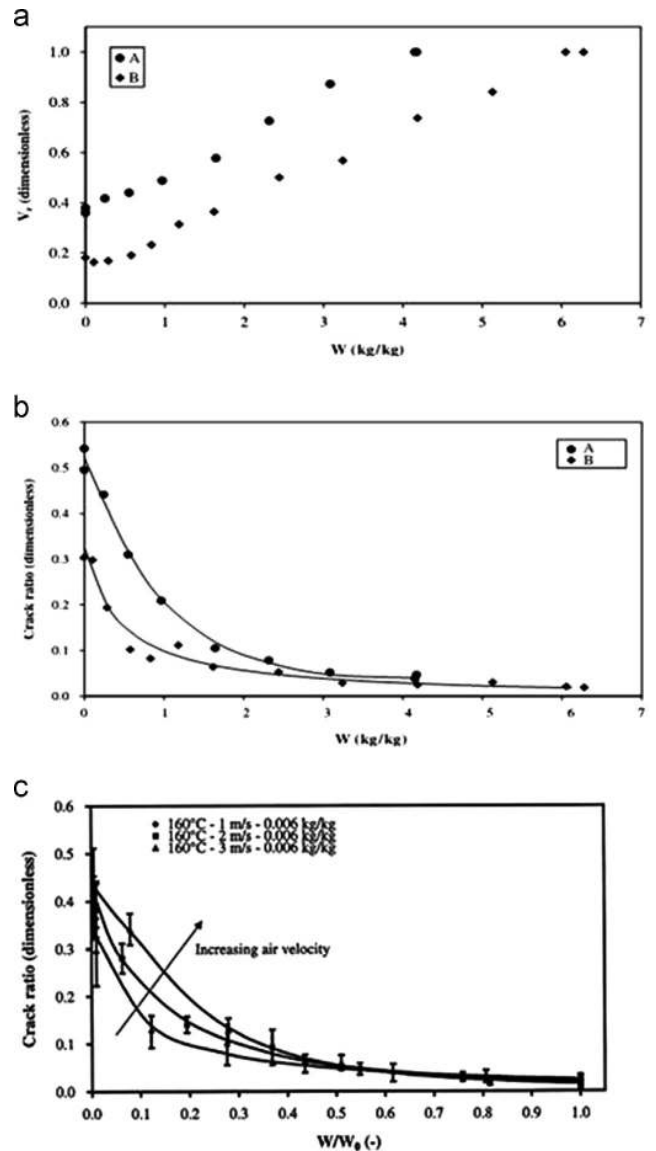 a
1.0
0.8
0.6
0.4
0.2
0.0
A
B
V_r (dimensionless)
0 1 2 3 4 5 6 7
W (kg/kg)
b
0.6
0.5
0.4
0.3
0.2
0.1
0.0
A
B
Crack ratio (dimensionless)
0 1 2 3 4 5 6 7
W (kg/kg)
c
0.6
0.5
0.4
0.3
0.2
0.1
0.0
160°C - 1 m/s - 0.006 kg/kg
160°C - 2 m/s - 0.006 kg/kg
160°C - 3 m/s - 0.006 kg/kg
Increasing air velocity
Crack ratio (dimensionless)
0.0 0.1 0.2 0.3 0.4 0.5 0.6 0.7 0.8 0.9 1.0
W/W₀ (-)